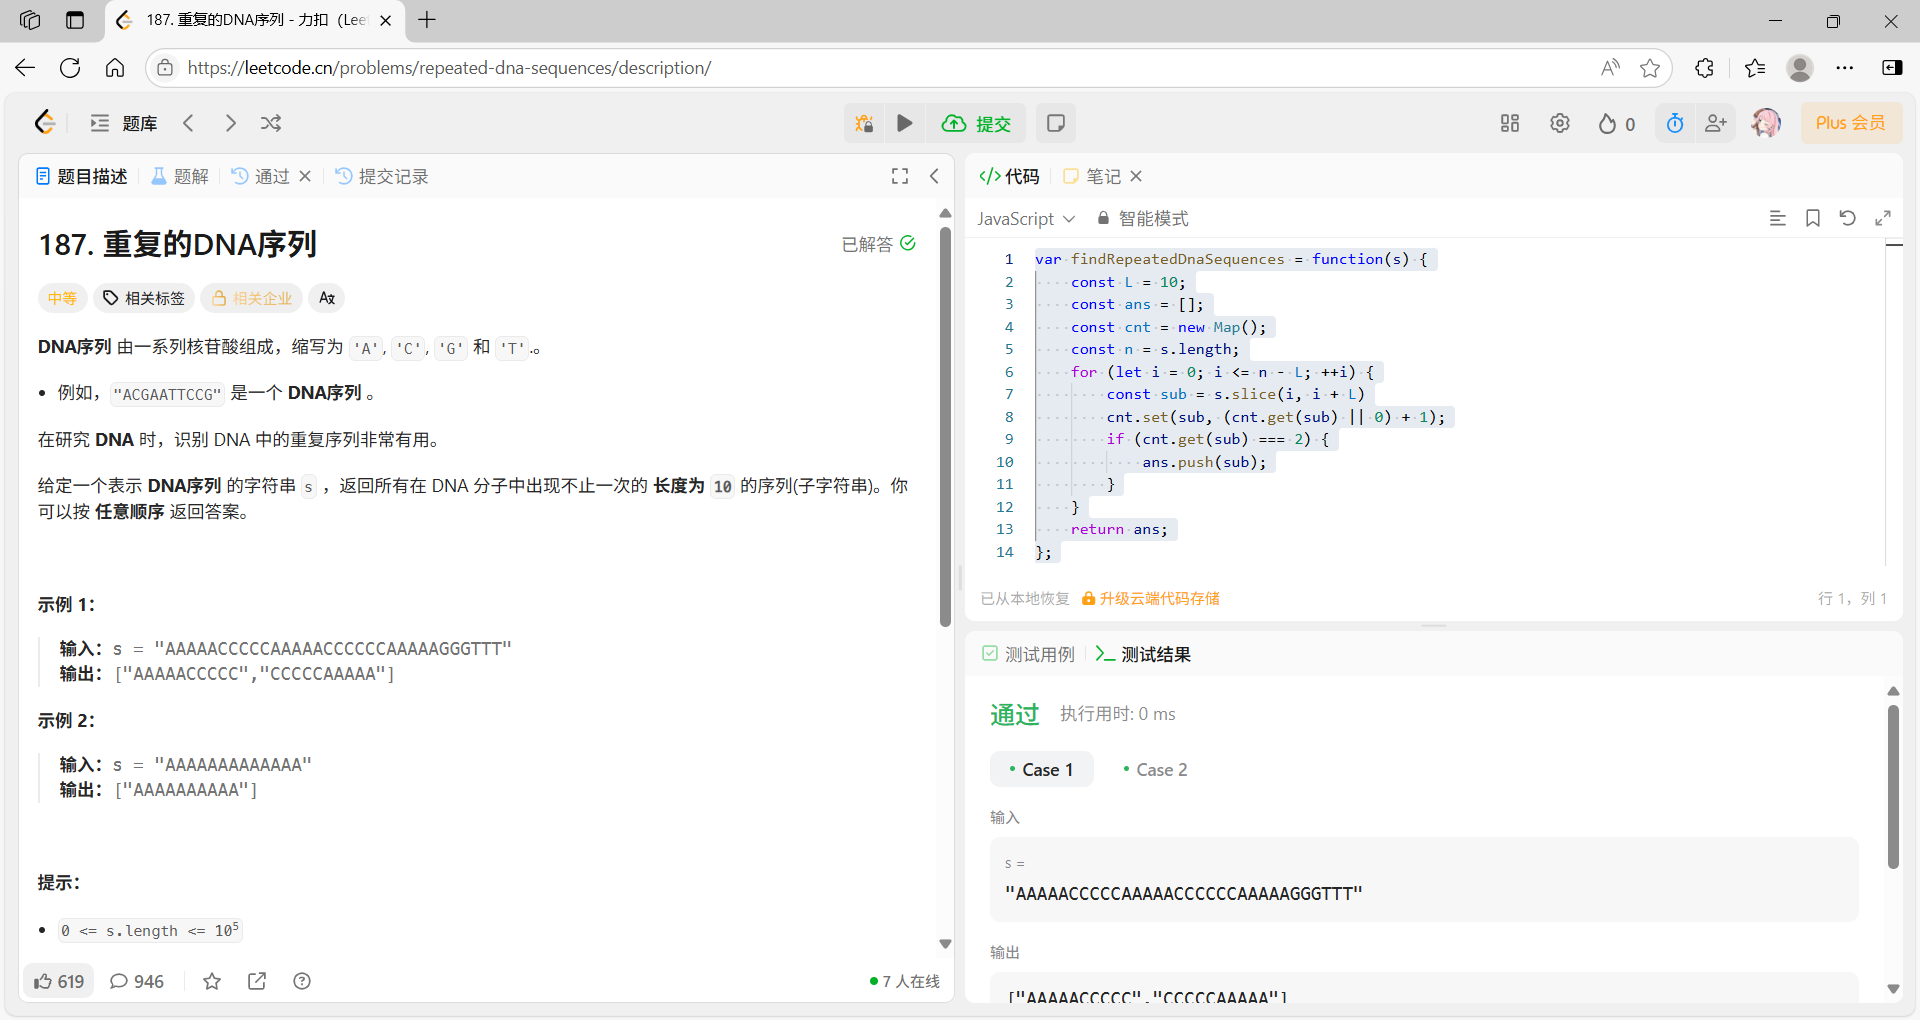 187. 重复的DNA序列 - 力扣（Leet
https://leetcode.cn/problems/repeated-dna-sequences/description/
题库
提交
0
Plus 会员
题目描述
题解
通过
提交记录
187. 重复的DNA序列
已解答
中等
相关标签
相关企业
DNA序列 由一系列核苷酸组成，缩写为 'A', 'C', 'G' 和 'T'.。
• 例如，"ACGAATTCCG" 是一个 DNA序列 。
在研究 DNA 时，识别 DNA 中的重复序列非常有用。
给定一个表示 DNA序列 的字符串 s ，返回所有在 DNA 分子中出现不止一次的 长度为 10 的序列(子字符串)。你
可以按 任意顺序 返回答案。
示例 1：
输入：s = "AAAAACCCCCAAAAACCCCCCAAAAAGGGTTT"
输出：["AAAAACCCCC","CCCCCAAAAA"]
示例 2：
输入：s = "AAAAAAAAAAAAA"
输出：["AAAAAAAAAA"]
提示：
• 0 <= s.length <= 10⁵
619
946
7 人在线
</> 代码
笔记
JavaScript
智能模式
1 var findRepeatedDnaSequences = function(s) {
2     const L = 10;
3     const ans = [];
4     const cnt = new Map();
5     const n = s.length;
6     for (let i = 0; i <= n - L; ++i) {
7         const sub = s.slice(i, i + L)
8         cnt.set(sub, (cnt.get(sub) || 0) + 1);
9         if (cnt.get(sub) === 2) {
10             ans.push(sub);
11         }
12     }
13     return ans;
14 };
已从本地恢复
升级云端代码存储
行 1，列 1
测试用例
测试结果
通过
执行用时: 0 ms
Case 1
Case 2
输入
s =
"AAAAACCCCCAAAAACCCCCCAAAAAGGGTTT"
输出
["AAAAACCCCC","CCCCCAAAAA"]